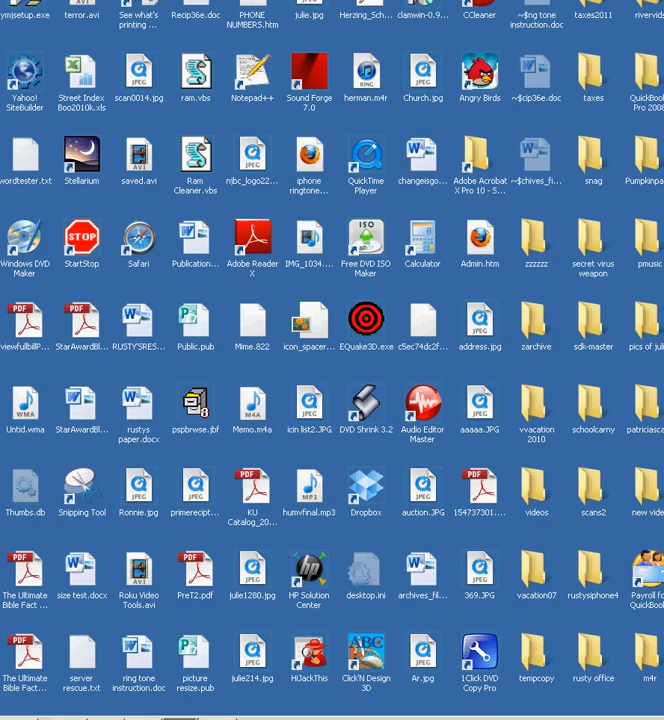 ymjsetup.exe terror.avi See what's Recip36e.doc PHONE julie.jpg Herzing_Sch... clamwin-0.9... CCleaner ~$ng tone taxes2011 rivervids
printing ... NUMBERS.htm instruction.doc
Yahoo! Street Index scan0014.jpg ram.vbs Notepad++ Sound Forge herman.m4r Church.jpg Angry Birds ~$cip36e.doc taxes QuickBook
SiteBuilder Boo2010k.xls 7.0 Pro 2008
wordtester.txt Stellarium saved.avi Ram njbc_logo22... iphone QuickTime changeisgo... Adobe Acrobat ~$chives_fi... snag Pumpkinpa
Cleaner.vbs ringtone... Player X Pro 10 - S...
Windows DVD StartStop Safari Publication... Adobe Reader IMG_1034.... Free DVD ISO Calculator Admin.htm zzzzzz secret virus pmusic
Maker X Maker weapon
viewfullbillP... StarAwardBl... RUSTY'SRES... Public.pub Mime.822 icon_spacer... EQuake3D.exe c5ec74dc2f... address.jpg zarchive sdk-master pics of juli
Untid.wma StarAwardBl... rustys pspbrwse.jbf Memo.m4a icin list2.JPG DVD Shrink 3.2 Audio Editor aaaaa.JPG vvacation schoolcarny patriciasca
paper.docx Master 2010
Thumbs.db Snipping Tool Ronnie.jpg primerecipt... KU humvfinal.mp3 Dropbox auction.JPG 154737301.... videos scans2 new vide
Catalog_20...
The Ultimate size test.docx Roku Video PreT2.pdf julie1280.jpg HP Solution desktop.ini archives_fil... 369.JPG vacation07 rustysiphone4 Payroll fo
Bible Fact ... Tools.avi Center QuickBook
The Ultimate server ring tone picture julie214.jpg HiJackThis Click'N Design Ar.jpg 1Click DVD tempcopy rusty office m4r
Bible Fact... rescue.txt instruction.doc resize.pub 3D Copy Pro